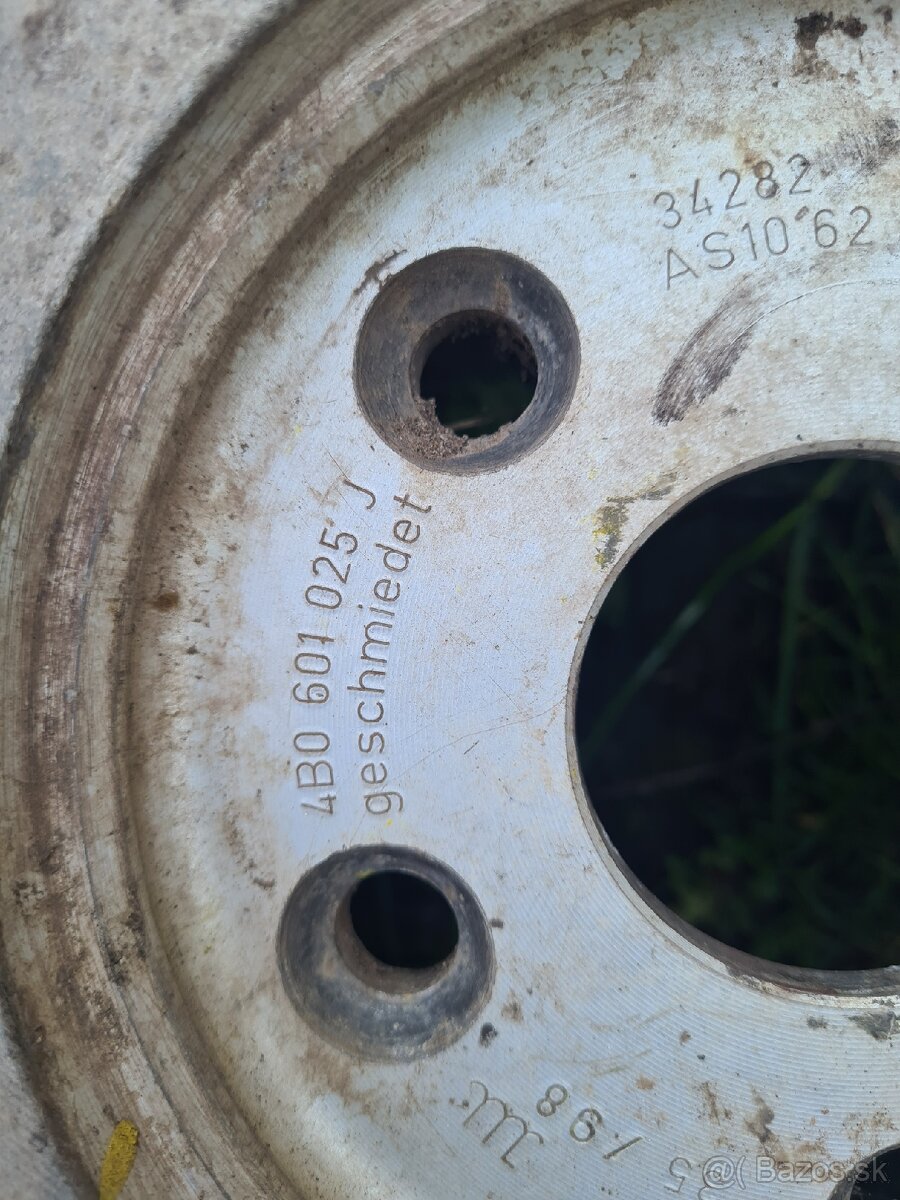 34282
AS10.62
4B0 601 025 J
geschmiedet
/98
Bazos.sk